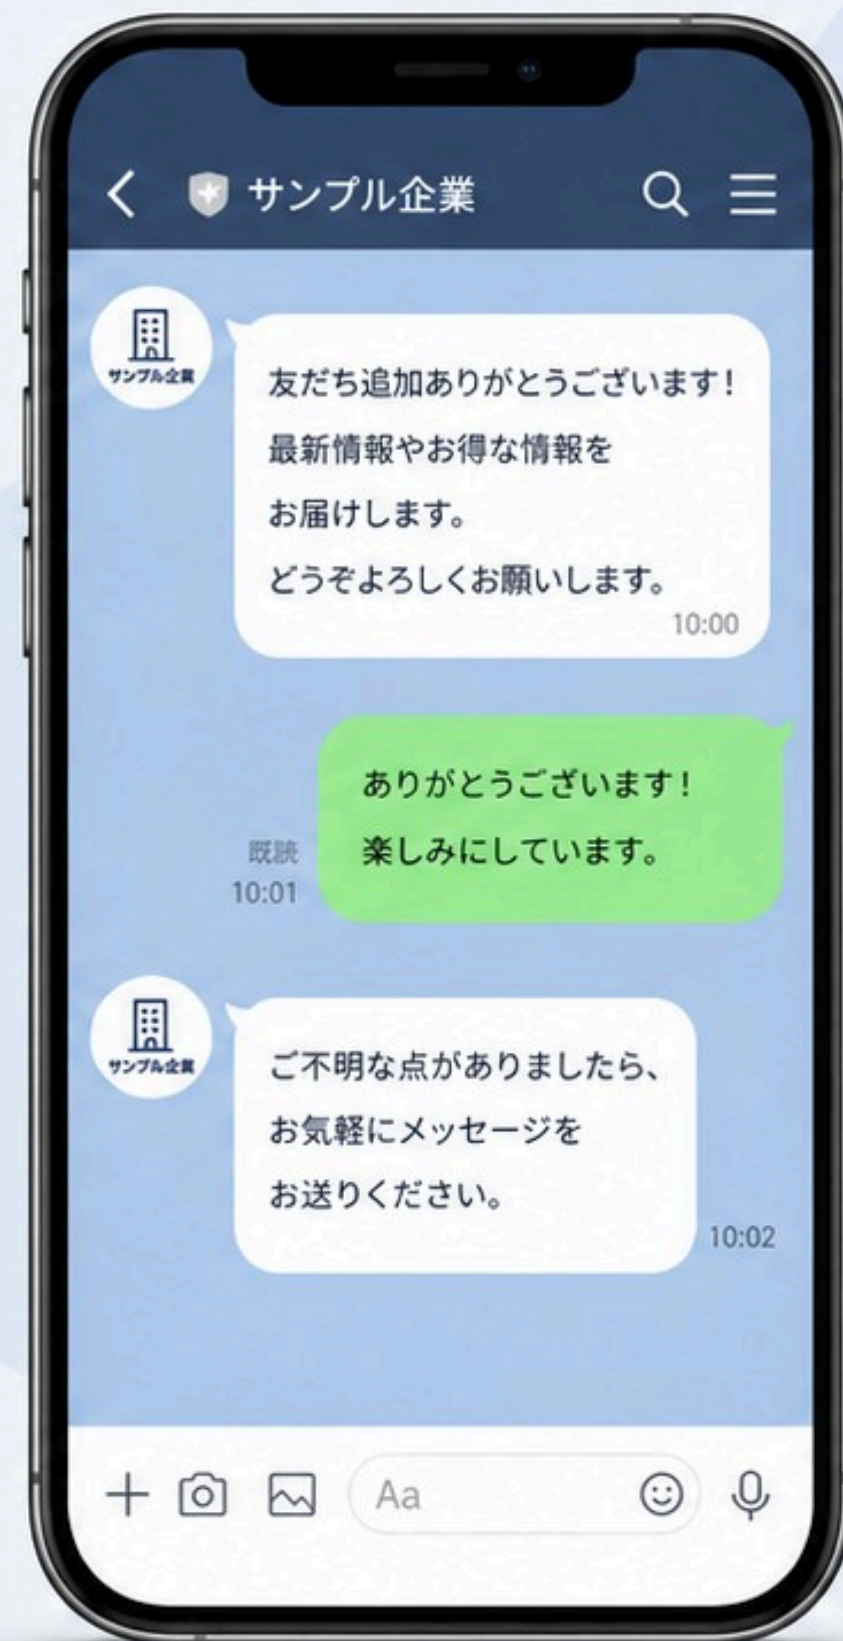 サンプル企業
サンプル企業
友だち追加ありがとうございます！
最新情報やお得な情報を
お届けします。
どうぞよろしくお願いします。
10:00
ありがとうございます！
楽しみにしています。
既読
10:01
サンプル企業
ご不明な点がありましたら、
お気軽にメッセージを
お送りください。
10:02
Aa